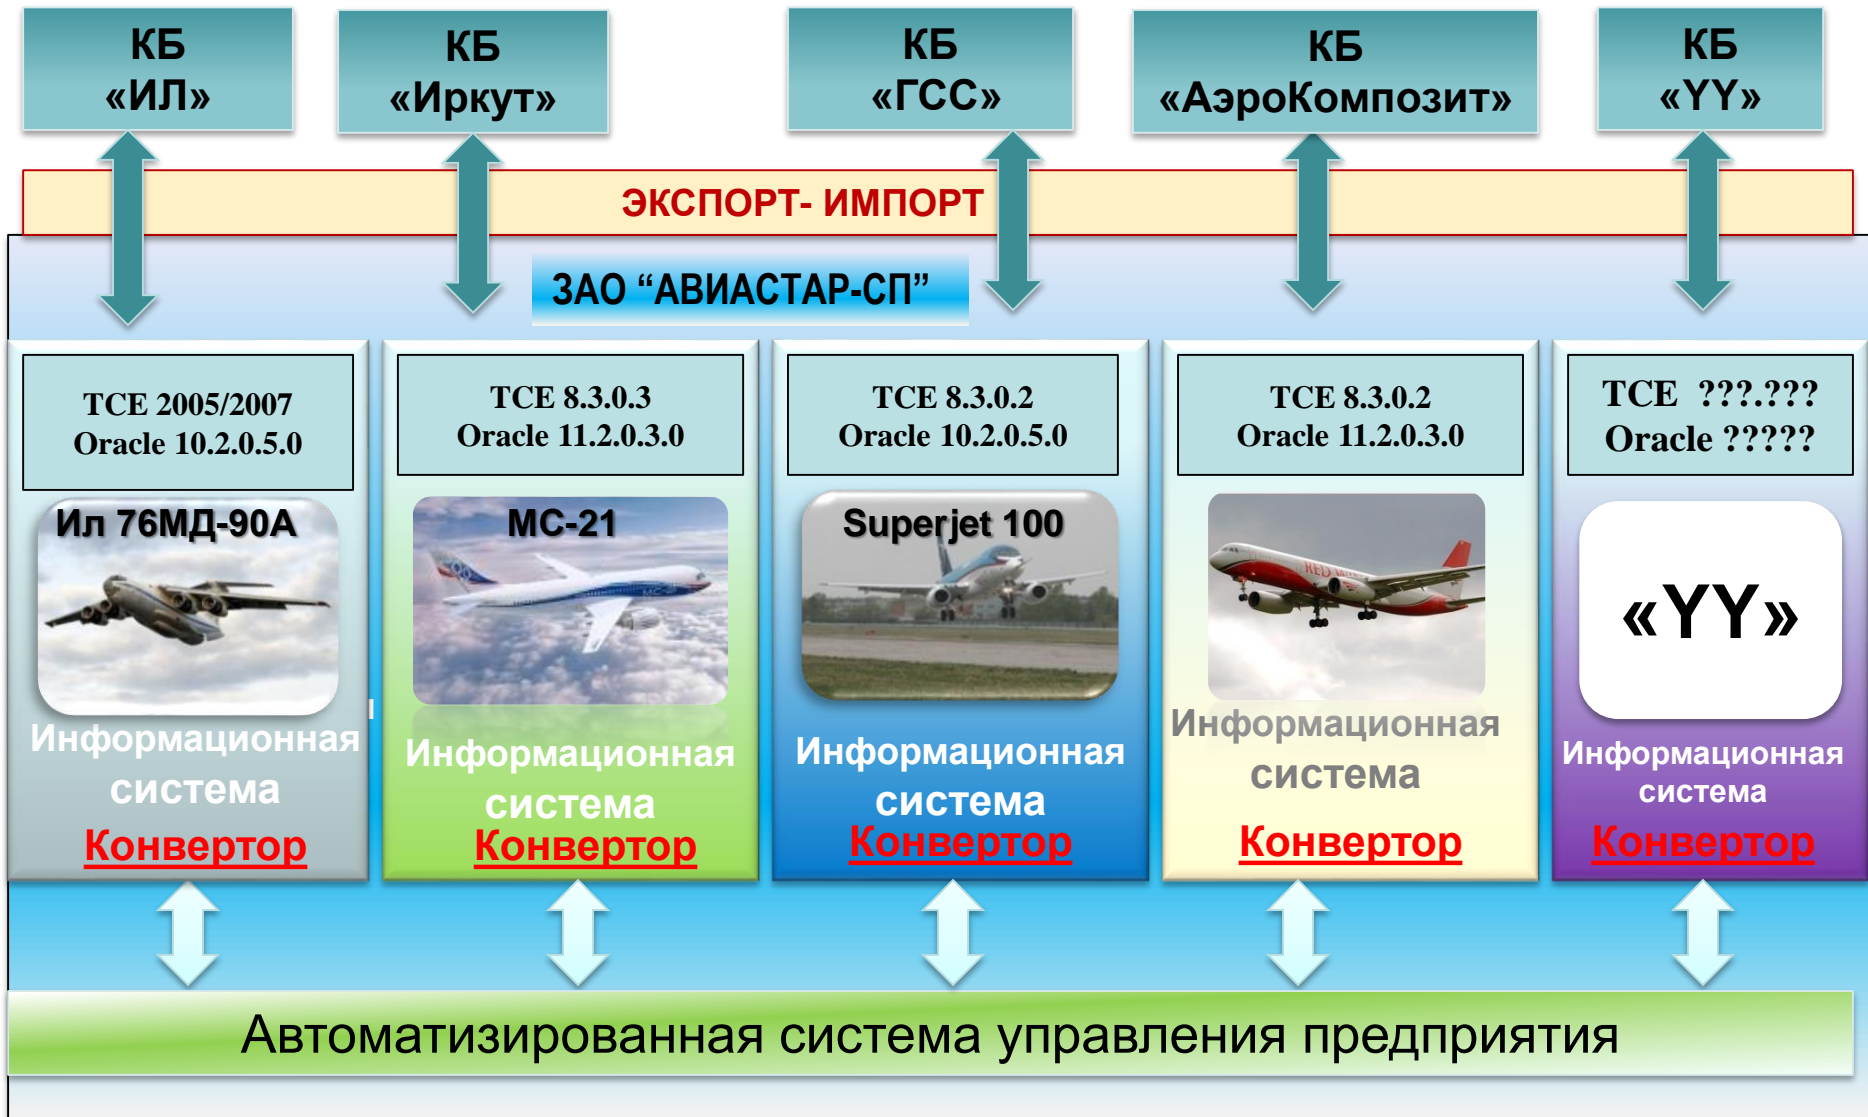 КБ
«ИЛ»
КБ
«Иркут»
КБ
«ГСС»
КБ
«АэроКомпозит»
КБ
«YY»
ЭКСПОРТ- ИМПОРТ
ЗАО “АВИАСТАР-СП”
TCE 2005/2007
Oracle 10.2.0.5.0
TCE 8.3.0.3
Oracle 11.2.0.3.0
TCE 8.3.0.2
Oracle 10.2.0.5.0
TCE 8.3.0.2
Oracle 11.2.0.3.0
TCE ???.???
Oracle ?????
Ил 76МД-90А
МС-21
Superjet 100
«YY»
Информационная
система
Конвертор
Информационная
система
Конвертор
Информационная
система
Конвертор
Информационная
система
Конвертор
Информационная
система
Конвертор
Автоматизированная система управления предприятия